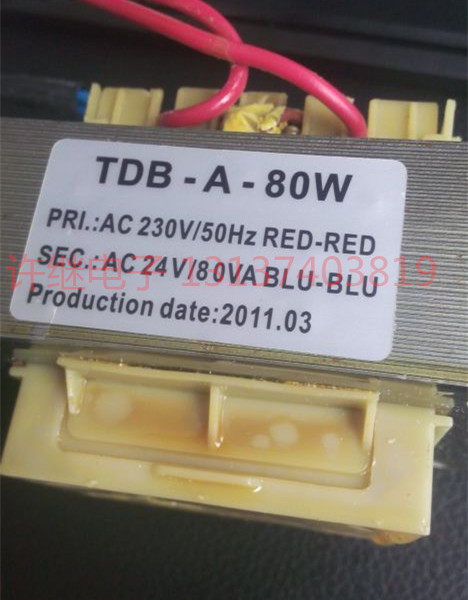 TDB - A - 80W
PRI.:AC 230V/50Hz RED-RED
SEC.:AC 24V/80VA BLU-BLU
许继电子 13137403819
Production date:2011.03